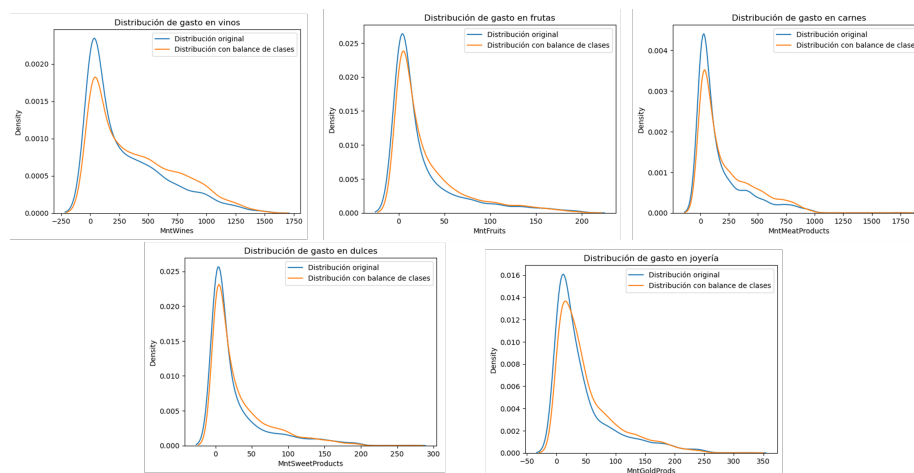 Distribución de gasto en vinos
Distribución original
Distribución con balance de clases
Density
0.0020
0.0015
0.0010
0.0005
0.0000
−250 0 250 500 750 1000 1250 1500 1750
MntWines
Distribución de gasto en frutas
Distribución original
Distribución con balance de clases
Density
0.025
0.020
0.015
0.010
0.005
0.000
0 50 100 150 200
MntFruits
Distribución de gasto en carnes
Distribución original
Distribución con balance de clases
Density
0.004
0.003
0.002
0.001
0.000
0 250 500 750 1000 1250 1500 1750
MntMeatProducts
Distribución de gasto en dulces
Distribución original
Distribución con balance de clases
Density
0.025
0.020
0.015
0.010
0.005
0.000
0 50 100 150 200 250 300
MntSweetProducts
Distribución de gasto en joyería
Distribución original
Distribución con balance de clases
Density
0.016
0.014
0.012
0.010
0.008
0.006
0.004
0.002
0.000
−50 0 50 100 150 200 250 300 350
MntGoldProds